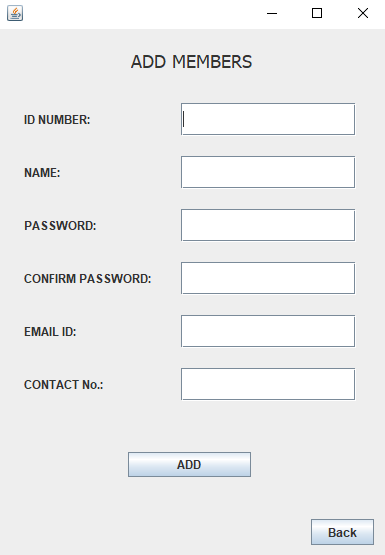 ADD MEMBERS
ID NUMBER:
NAME:
PASSWORD:
CONFIRM PASSWORD:
EMAIL ID:
CONTACT No.:
ADD
Back